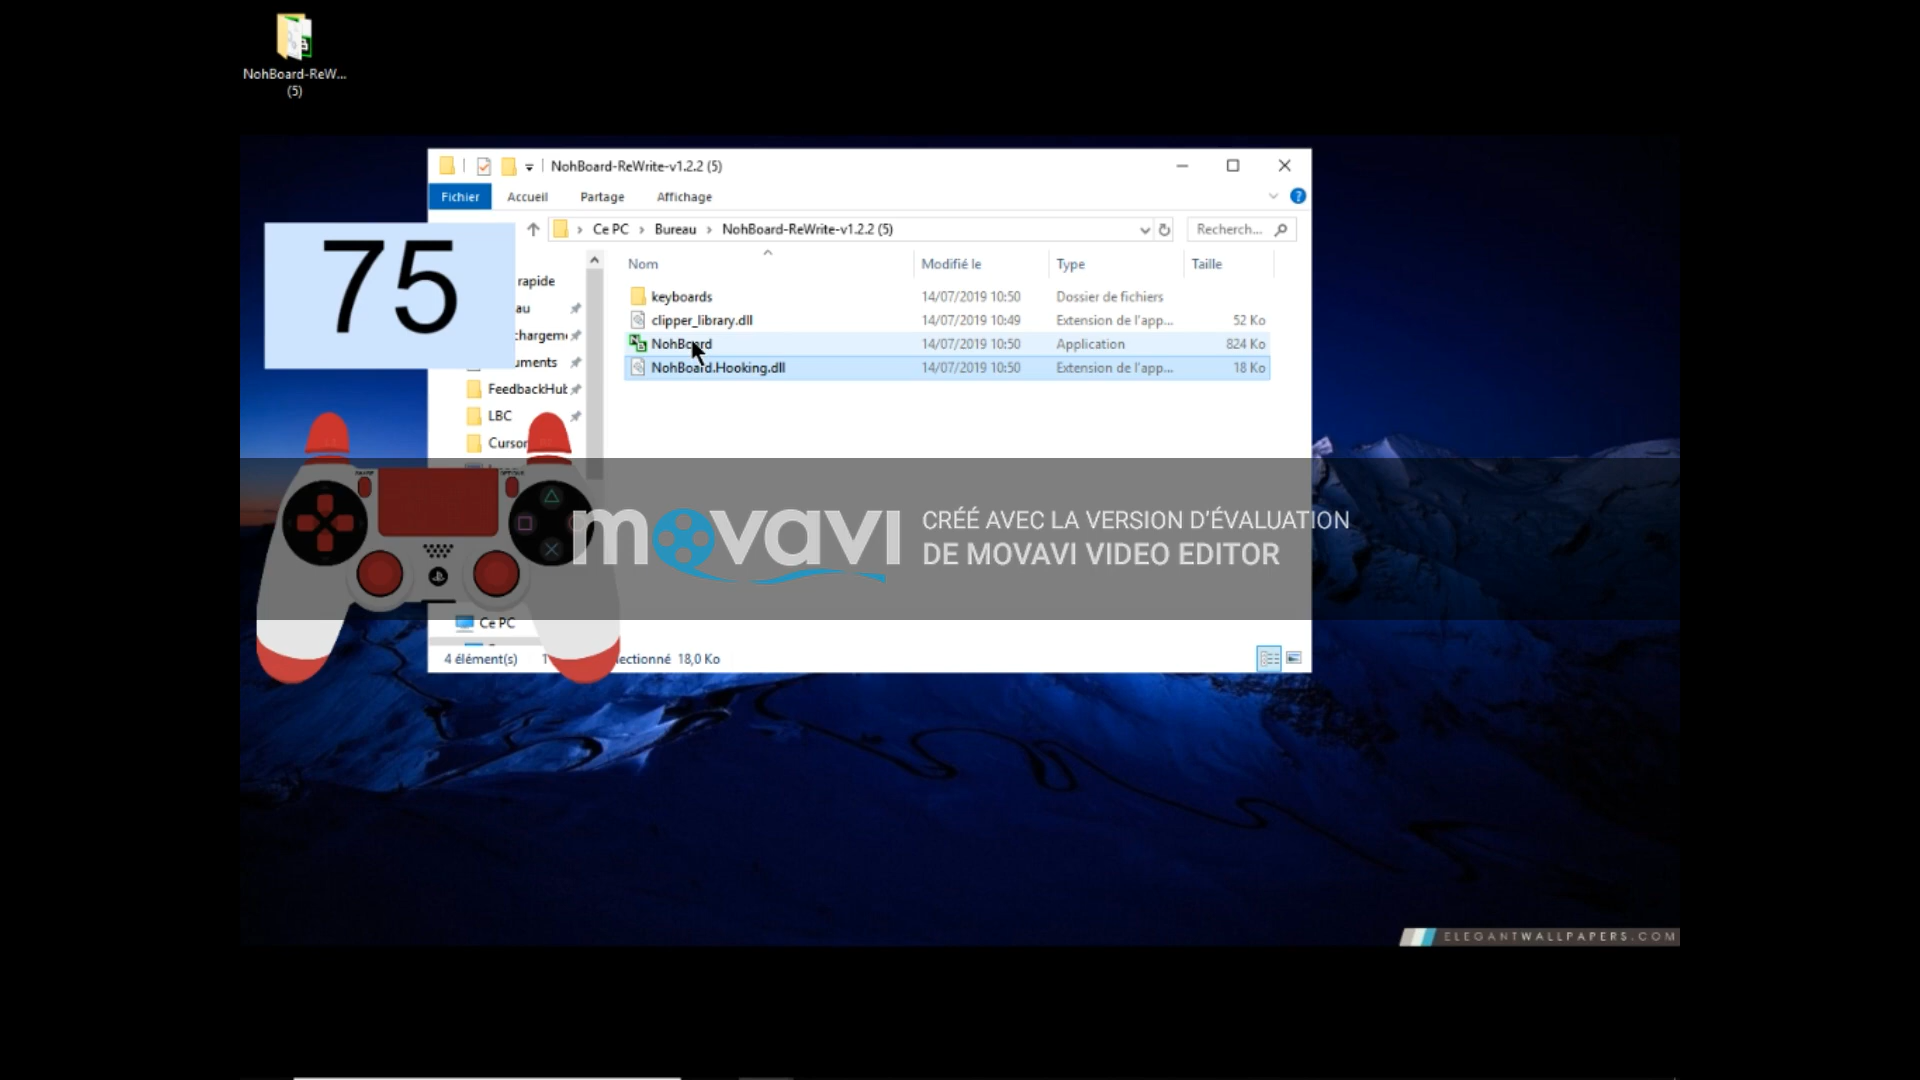 NohBoard-ReW...
(5)
NohBoard-ReWrite-v1.2.2 (5)
Fichier Accueil Partage Affichage
Ce PC > Bureau > NohBoard-ReWrite-v1.2.2 (5) Recherch...
75
Nom Modifié le Type Taille
rapide
au
chargem
uments
FeedbackHub
LBC
Cursor
keyboards 14/07/2019 10:50 Dossier de fichiers
clipper_library.dll 14/07/2019 10:49 Extension de l'app... 52 Ko
NohBoard 14/07/2019 10:50 Application 824 Ko
NohBoard.Hooking.dll 14/07/2019 10:50 Extension de l'app... 18 Ko
movavi
CRÉÉ AVEC LA VERSION D'ÉVALUATION
DE MOVAVI VIDEO EDITOR
Ce PC
4 élément(s) 1 lectionné 18,0 Ko
ELEGANTWALLPAPERS.COM